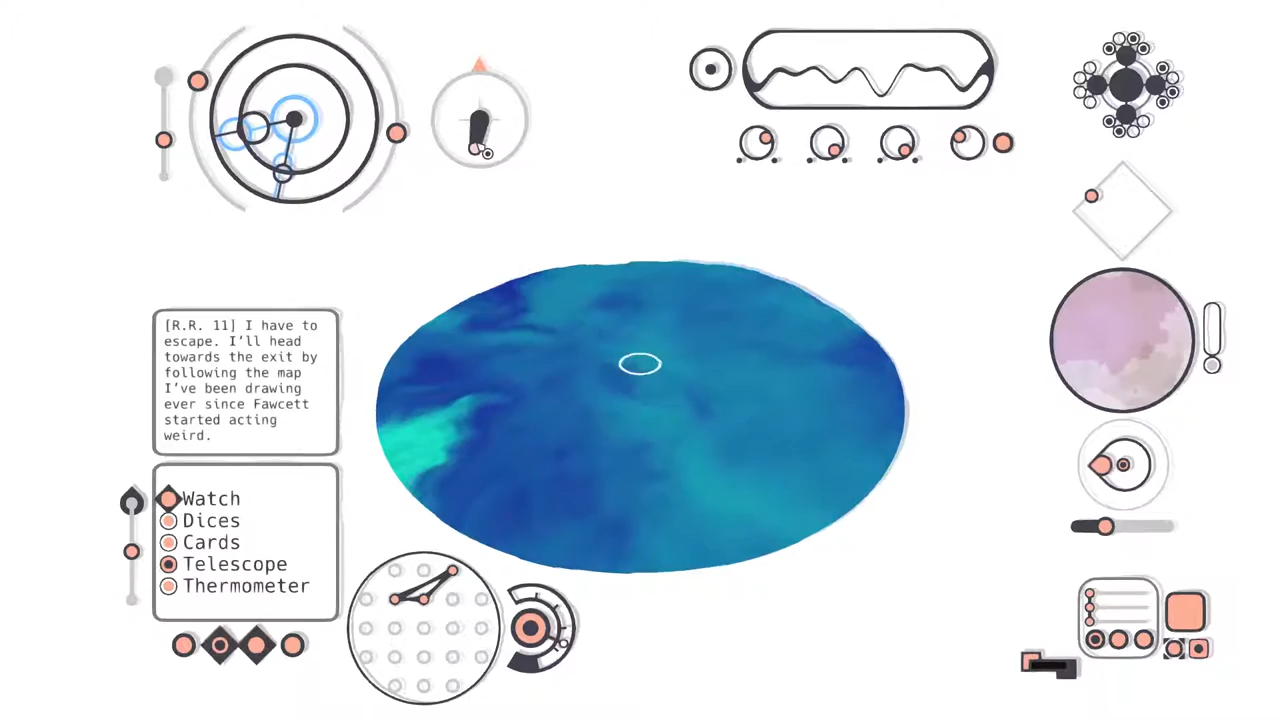 [R.R. 11] I have to
escape. I’ll head
towards the exit by
following the map
I’ve been drawing
ever since Fawcett
started acting
weird.
Watch
Dices
Cards
Telescope
Thermometer